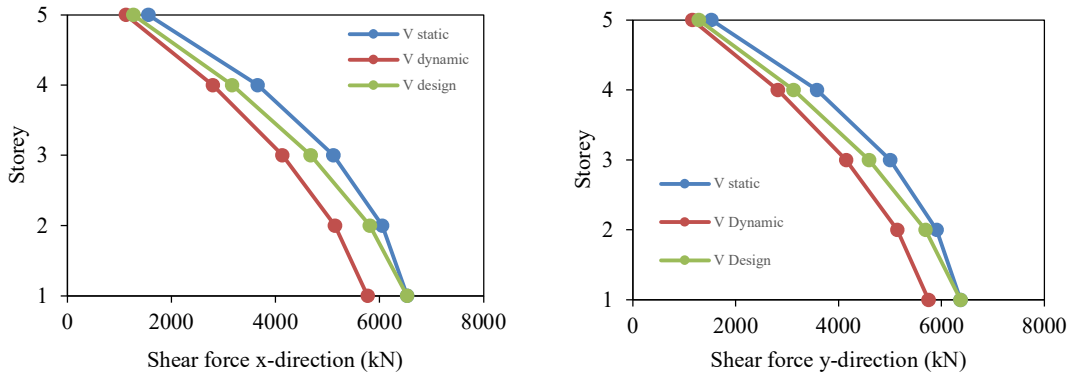 5
4
3
2
1
Storey
V static
V dynamic
V design
0 2000 4000 6000 8000
Shear force x-direction (kN)
5
4
3
2
1
Storey
V static
V Dynamic
V Design
0 2000 4000 6000 8000
Shear force y-direction (kN)